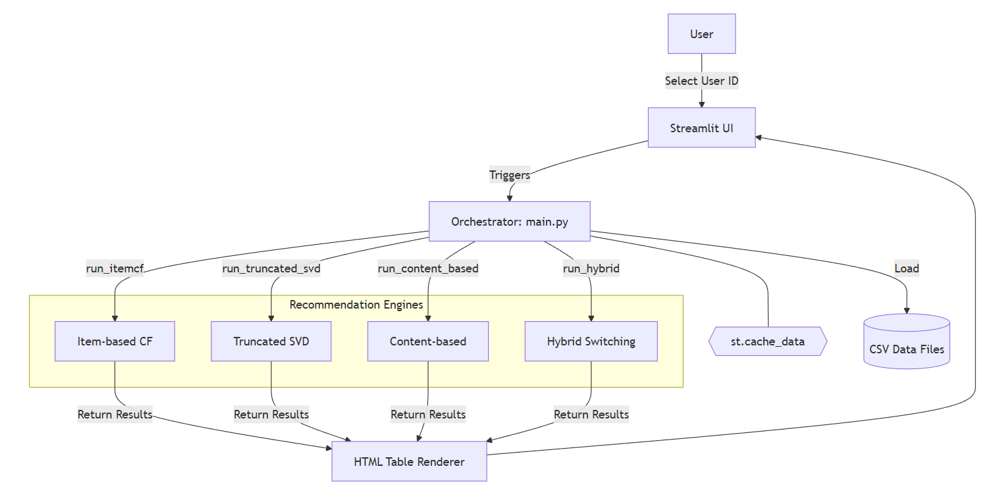 User
Select User ID
Streamlit UI
Triggers
Orchestrator: main.py
run_itemcf
run_truncated_svd
run_content_based
run_hybrid
Load
Recommendation Engines
Item-based CF
Truncated SVD
Content-based
Hybrid Switching
st.cache_data
CSV Data Files
Return Results
Return Results
Return Results
Return Results
HTML Table Renderer